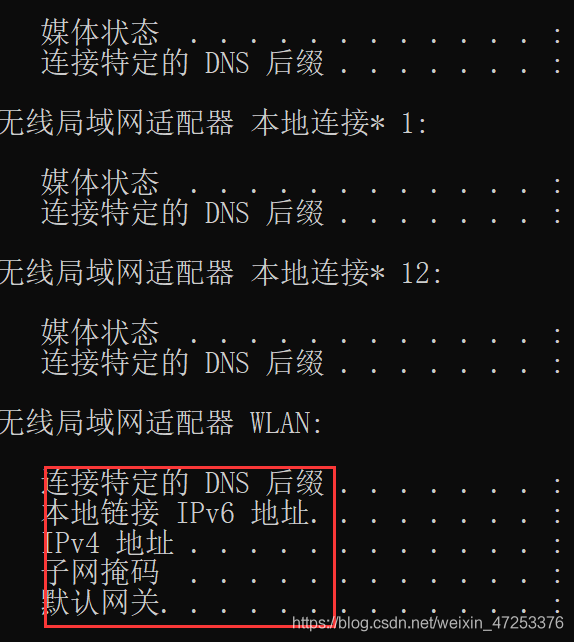 媒体状态 . . . . . . . . . . . . :
连接特定的 DNS 后缀 . . . . . . . :
无线局域网适配器 本地连接* 1:
媒体状态 . . . . . . . . . . . . :
连接特定的 DNS 后缀 . . . . . . . :
无线局域网适配器 本地连接* 12:
媒体状态 . . . . . . . . . . . . :
连接特定的 DNS 后缀 . . . . . . . :
无线局域网适配器 WLAN:
连接特定的 DNS 后缀 . . . . . . . :
本地链接 IPv6 地址. . . . . . . . :
IPv4 地址 . . . . . . . . . . . . :
子网掩码 . . . . . . . . . . . . :
默认网关. . . . . . . . . . . . . :
https://blog.csdn.net/weixin_47253376